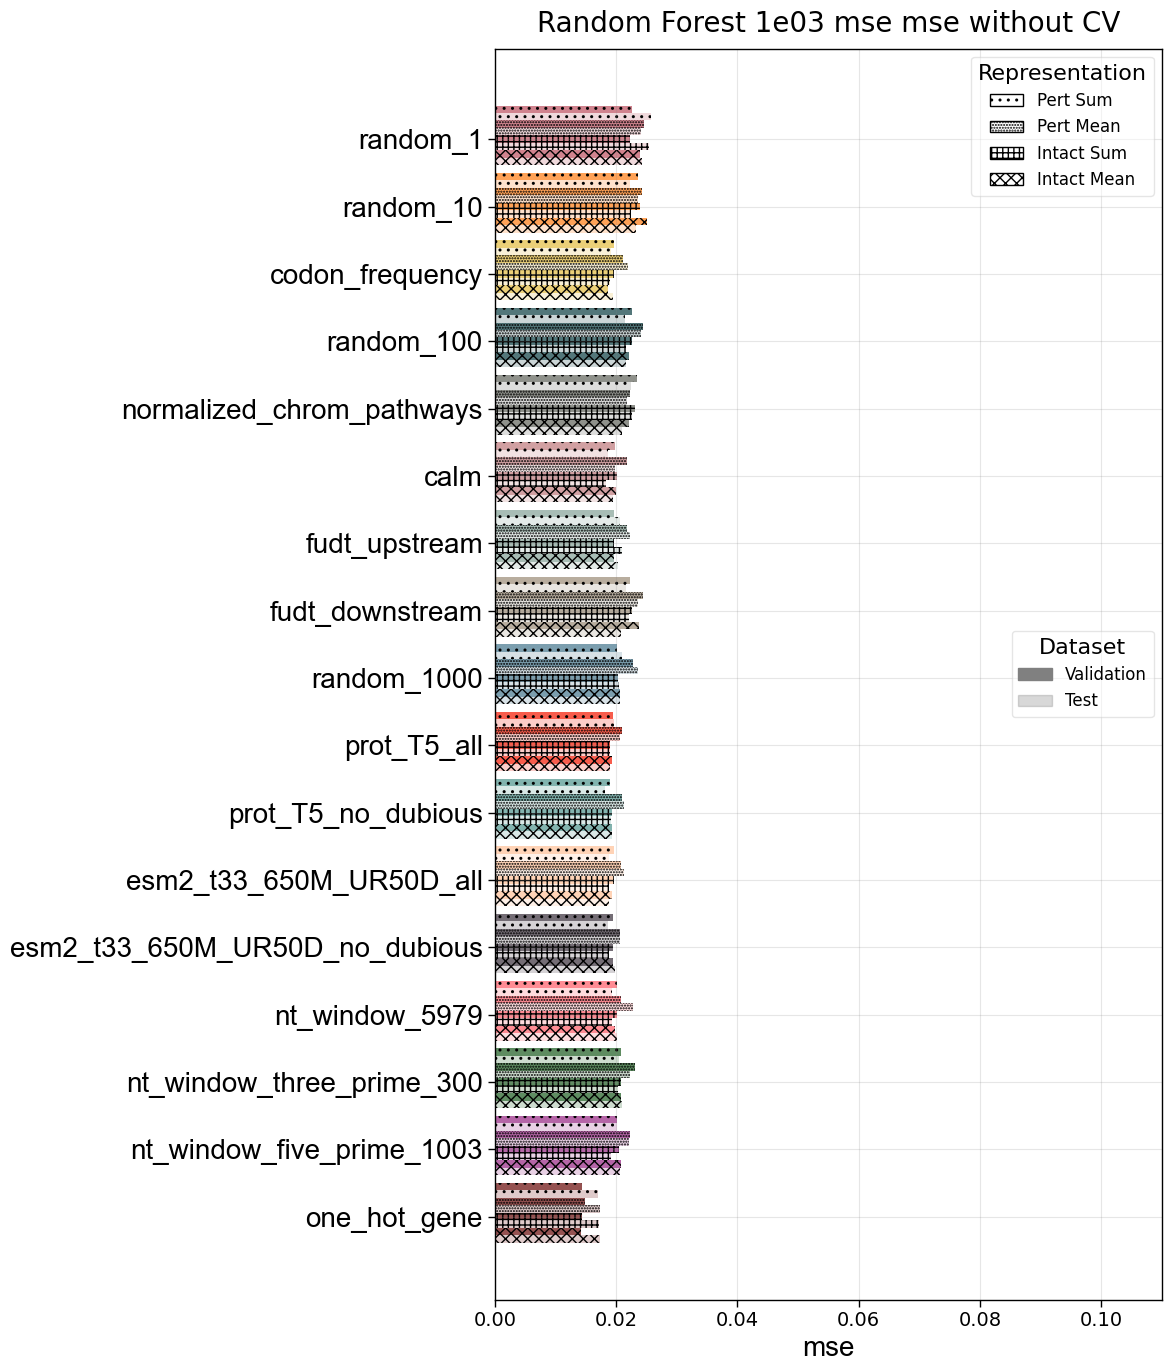 Random Forest 1e03 mse mse without CV
Representation
Pert Sum
Pert Mean
Intact Sum
Intact Mean
random_1
random_10
codon_frequency
random_100
normalized_chrom_pathways
calm
fudt_upstream
fudt_downstream
Dataset
Validation
Test
random_1000
prot_T5_all
prot_T5_no_dubious
esm2_t33_650M_UR50D_all
esm2_t33_650M_UR50D_no_dubious
nt_window_5979
nt_window_three_prime_300
nt_window_five_prime_1003
one_hot_gene
0.00 0.02 0.04 0.06 0.08 0.10
mse